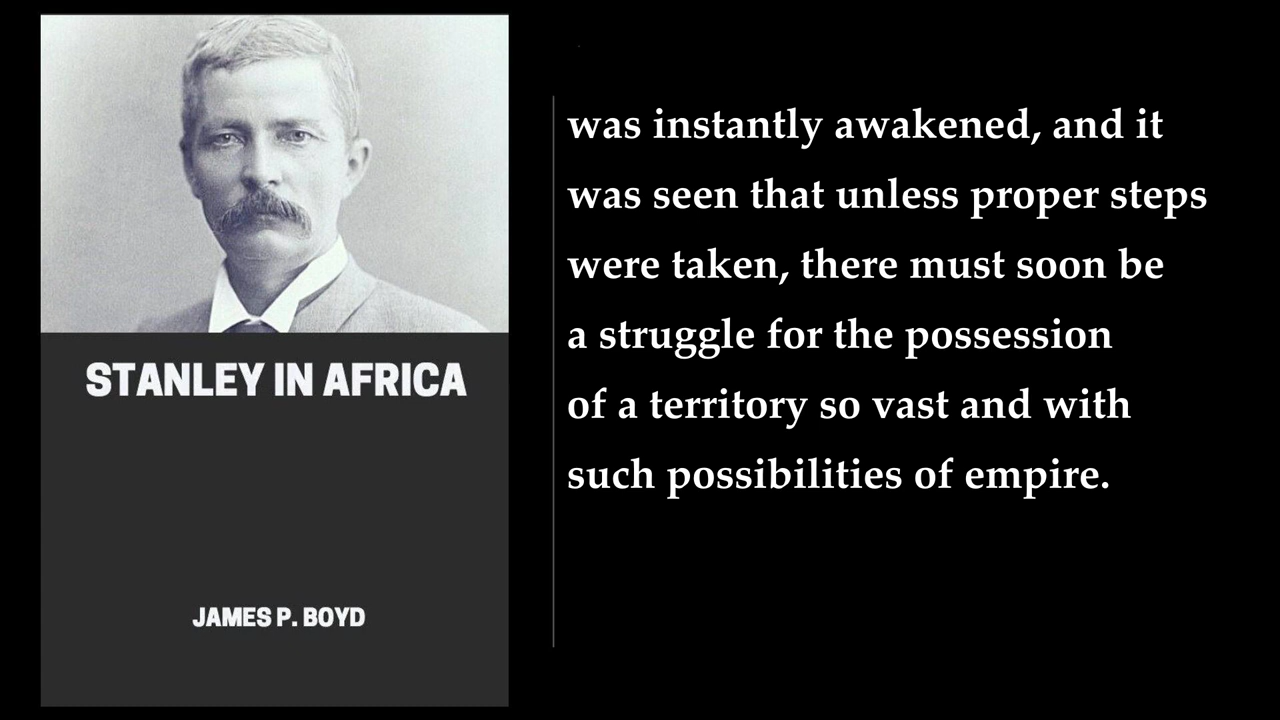 STANLEY IN AFRICA
JAMES P. BOYD
was instantly awakened, and it
was seen that unless proper steps
were taken, there must soon be
a struggle for the possession
of a territory so vast and with
such possibilities of empire.